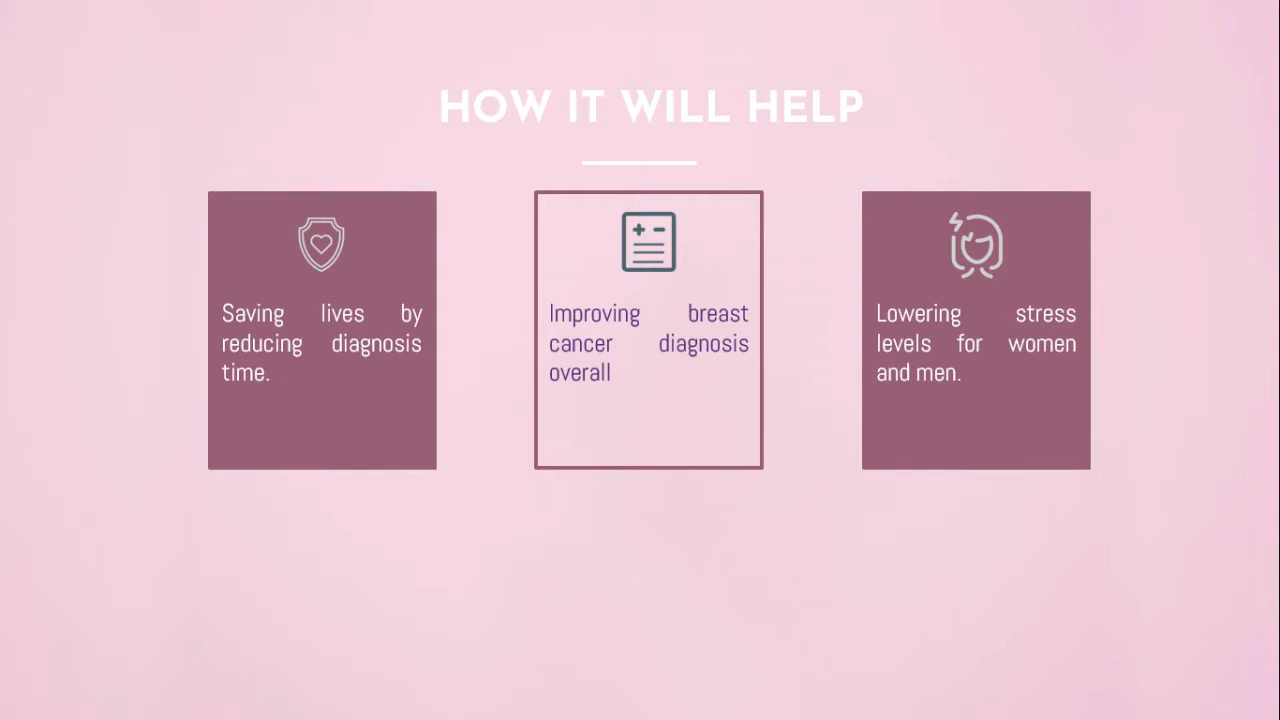 HOW IT WILL HELP
Saving lives by
reducing diagnosis
time.
Improving breast
cancer diagnosis
overall
Lowering stress
levels for women
and men.